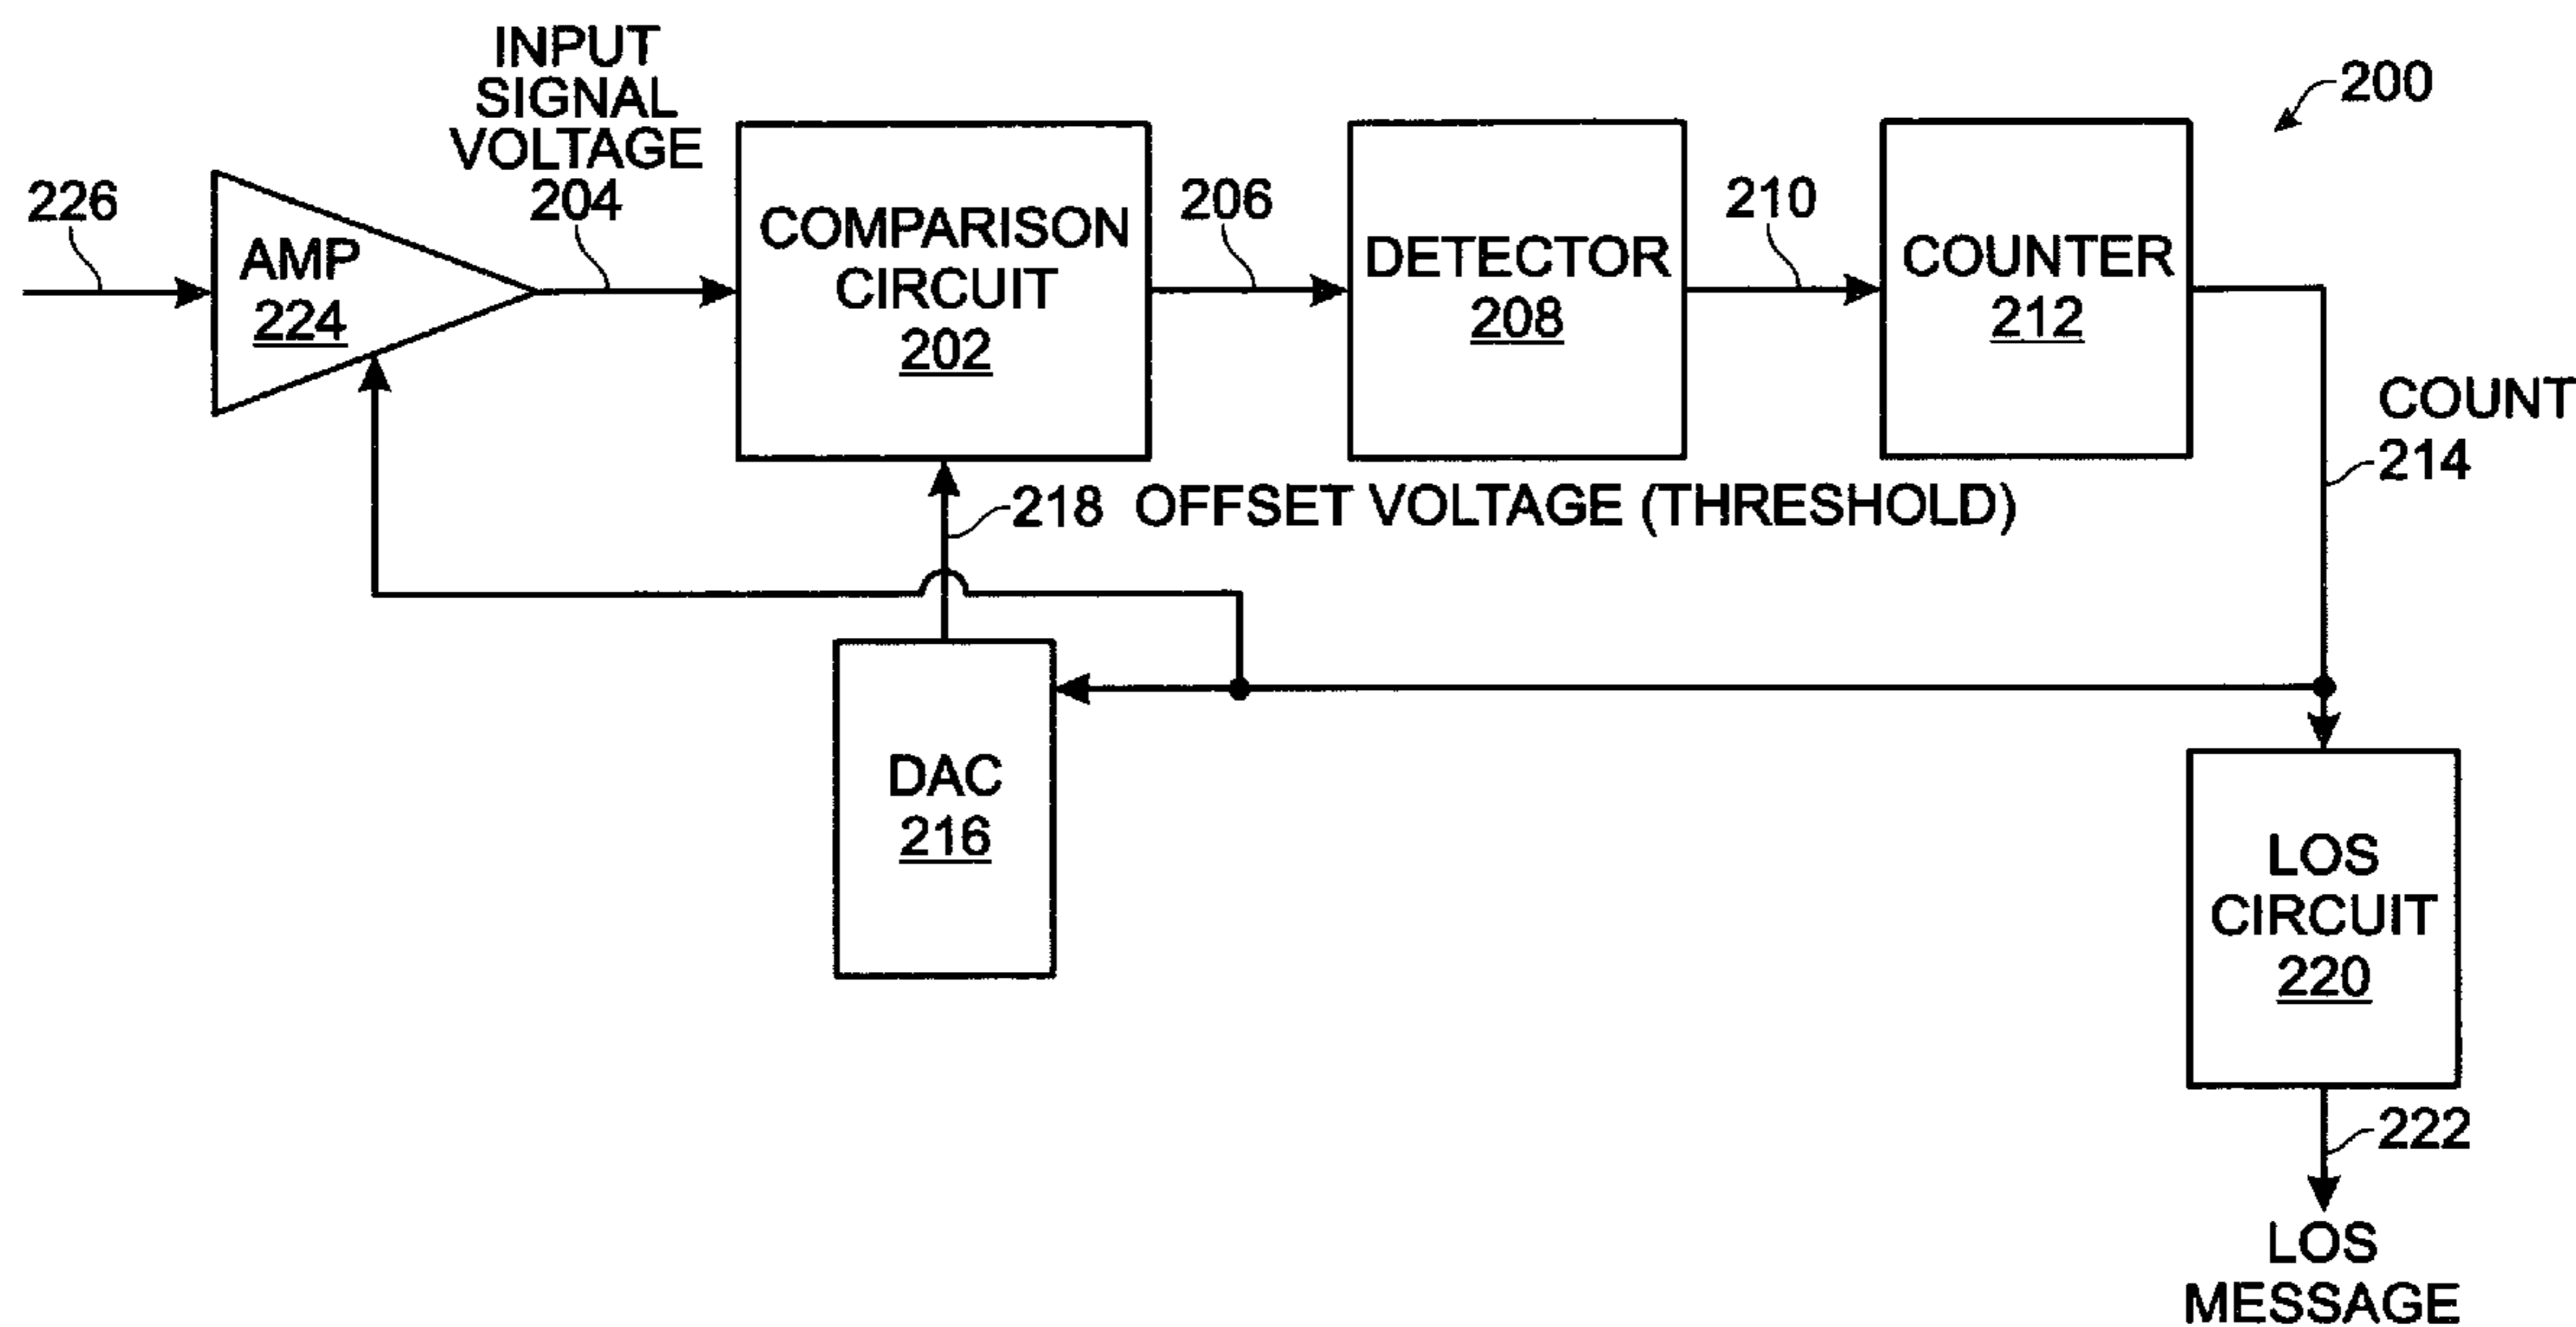 200
INPUT
SIGNAL
VOLTAGE
204
226
AMP
224
COMPARISON
CIRCUIT
202
206
DETECTOR
208
210
COUNTER
212
COUNT
214
218 OFFSET VOLTAGE (THRESHOLD)
DAC
216
LOS
CIRCUIT
220
222
LOS
MESSAGE